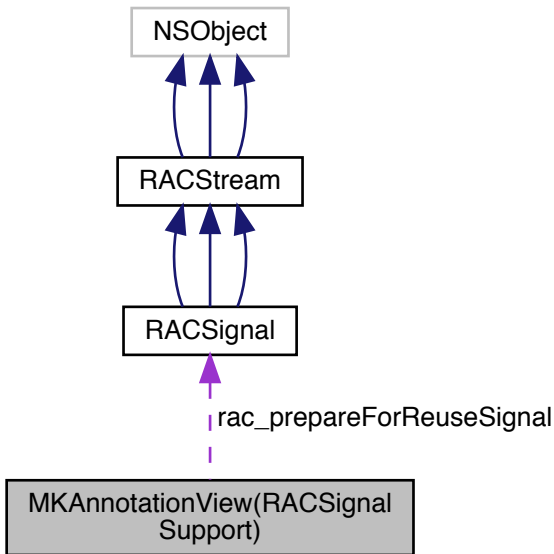 NSObject
RACStream
RACSignal
rac_prepareForReuseSignal
MKAnnotationView(RACSignal
Support)